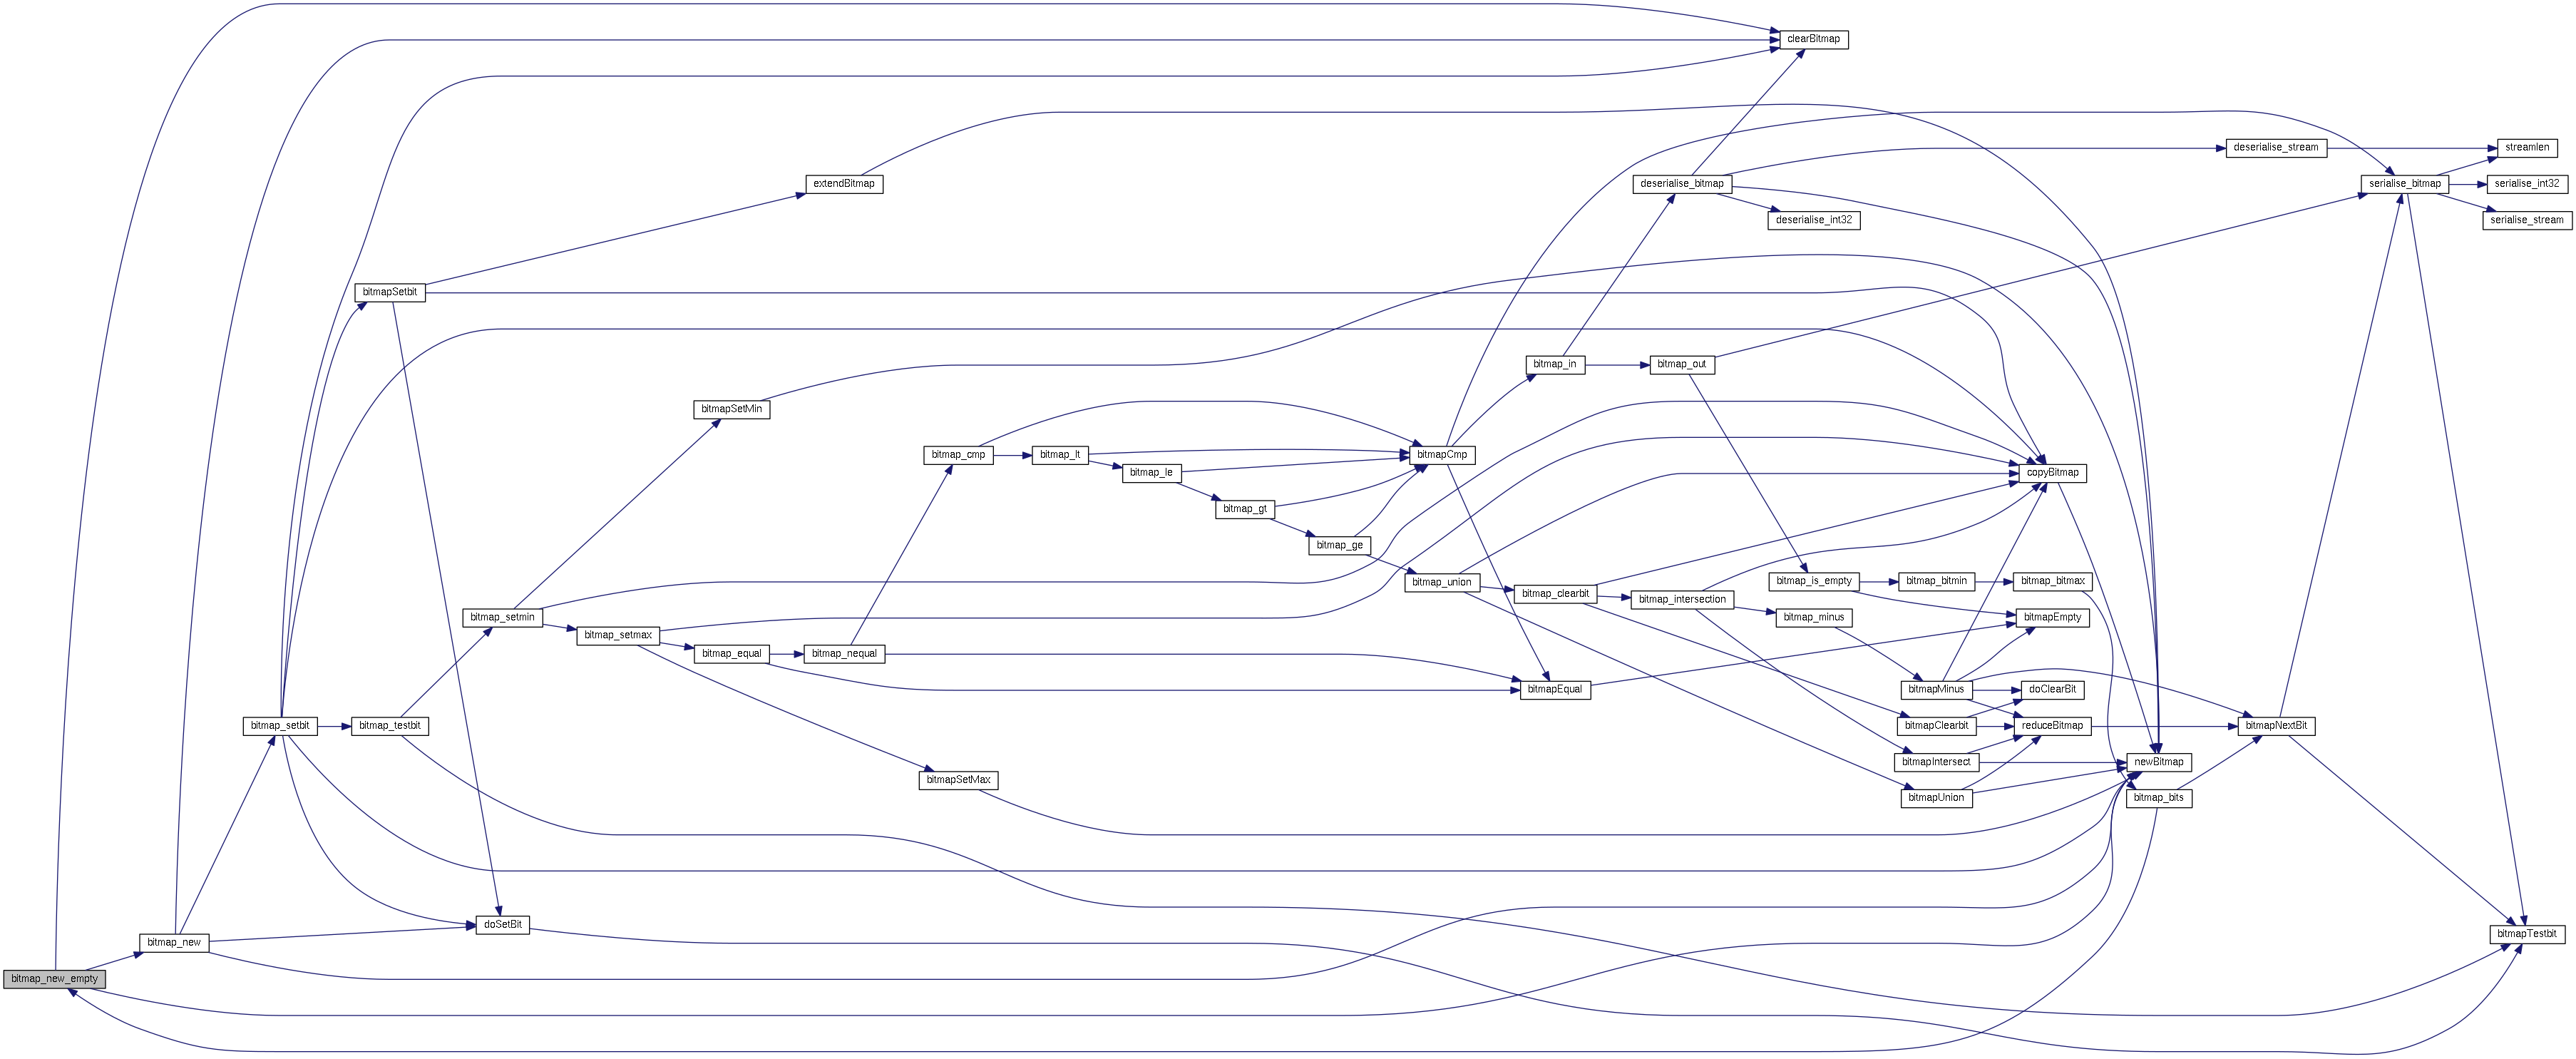 clearBitmap
deserialise_stream
streamlen
extendBitmap
deserialise_bitmap
serialise_bitmap
serialise_int32
deserialise_int32
serialise_stream
bitmapSetbit
bitmap_in
bitmap_out
bitmapSetMin
bitmap_cmp
bitmap_lt
bitmapCmp
bitmap_le
copyBitmap
bitmap_gt
bitmap_ge
bitmap_union
bitmap_is_empty
bitmap_bitmin
bitmap_bitmax
bitmap_clearbit
bitmap_intersection
bitmap_setmin
bitmap_minus
bitmapEmpty
bitmap_setmax
bitmap_equal
bitmap_nequal
bitmapEqual
bitmapMinus
doClearBit
bitmap_setbit
bitmap_testbit
bitmapClearbit
reduceBitmap
bitmapNextBit
bitmapIntersect
newBitmap
bitmapSetMax
bitmapUnion
bitmap_bits
doSetBit
bitmap_new
bitmapTestbit
bitmap_new_empty